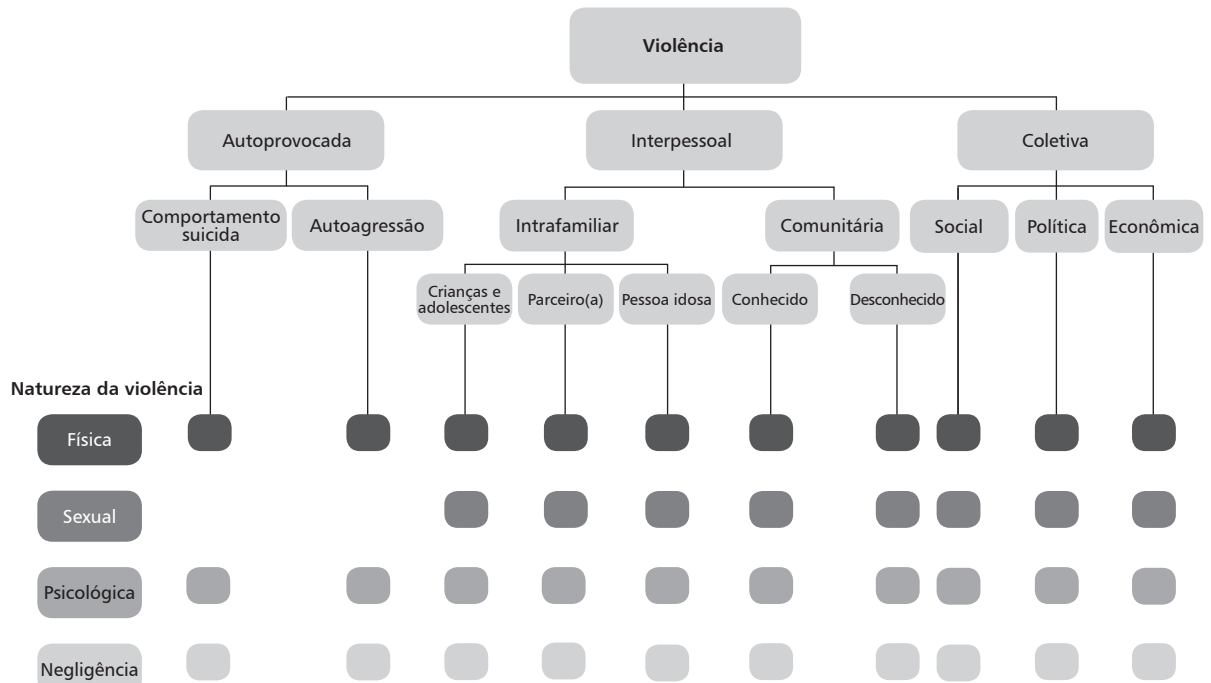 Violência
Autoprovocada
Interpessoal
Coletiva
Comportamento
suicida
Autoagressão
Intrafamiliar
Comunitária
Social
Política
Econômica
Crianças e
adolescentes
Parceiro(a)
Pessoa idosa
Conhecido
Desconhecido
Natureza da violência
Física
Sexual
Psicológica
Negligência